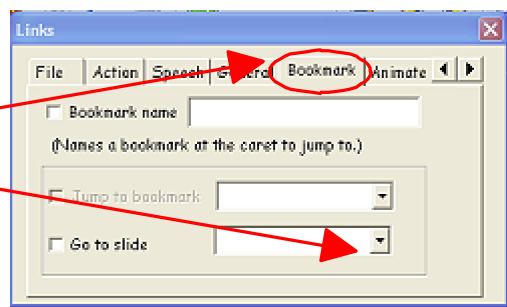 Links
File Action Speech General Bookmark Animate
Bookmark name
(Names a bookmark at the caret to jump to.)
Jump to bookmark
Go to slide